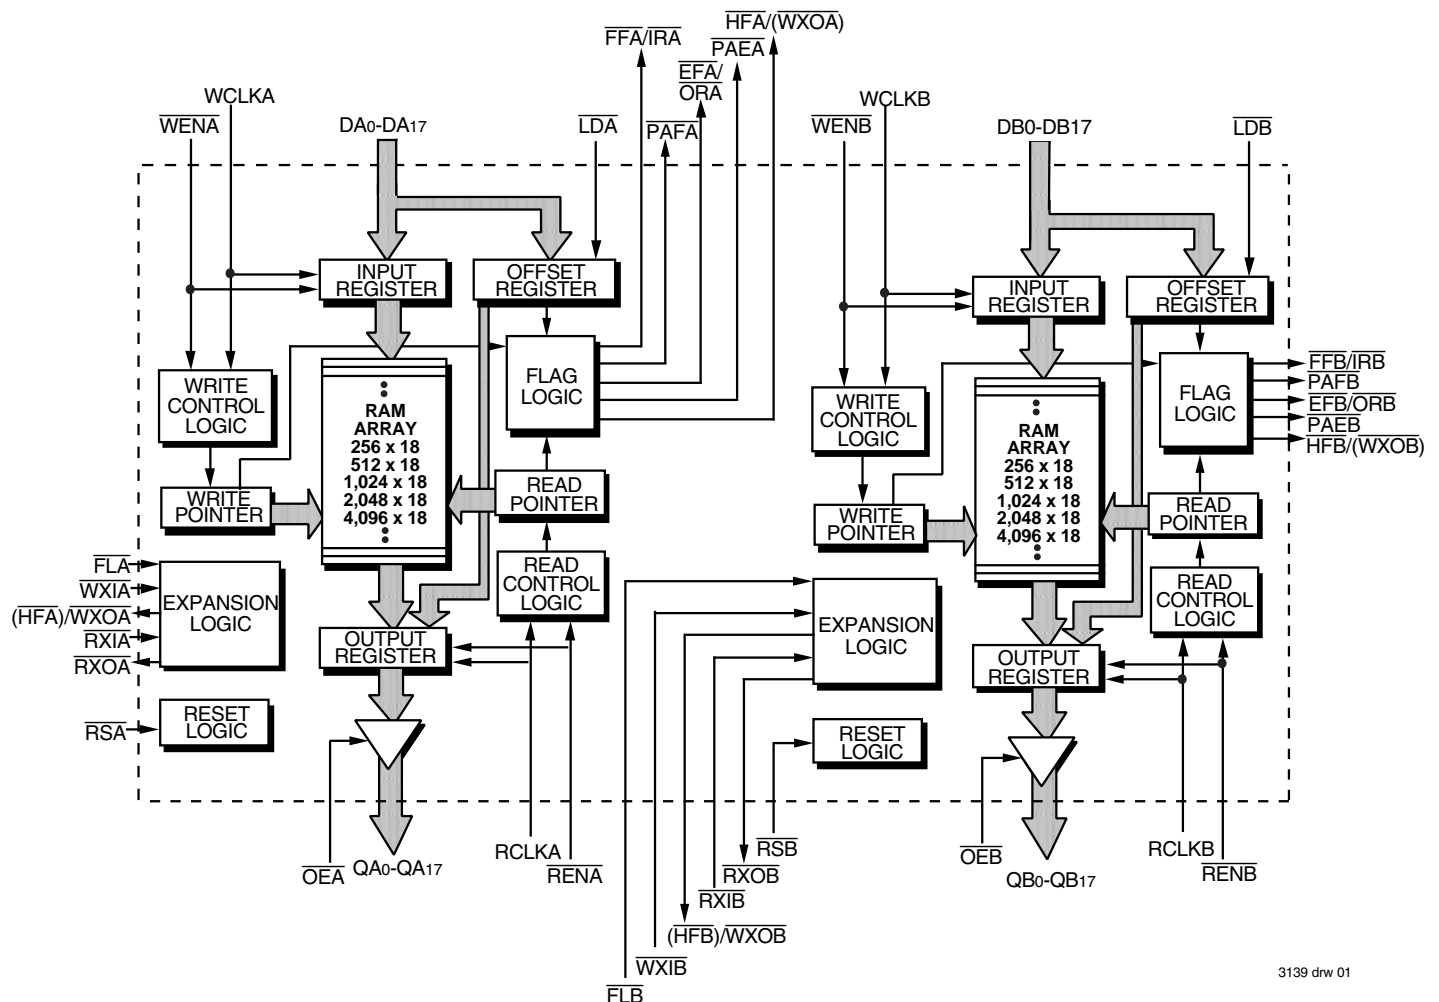 HFA/(WXOA)
FFA/IRA
PAEA
EFA/
ORA
WCLKA
WENA
DA0-DA17
LDA
PAFA
WCLKB
WENB
DB0-DB17
LDB
INPUT
REGISTER
OFFSET
REGISTER
INPUT
REGISTER
OFFSET
REGISTER
WRITE
CONTROL
LOGIC
RAM
ARRAY
256 x 18
512 x 18
1,024 x 18
2,048 x 18
4,096 x 18
FLAG
LOGIC
WRITE
CONTROL
LOGIC
RAM
ARRAY
256 x 18
512 x 18
1,024 x 18
2,048 x 18
4,096 x 18
FLAG
LOGIC
FFB/IRB
PAFB
EFB/ORB
PAEB
HFB/(WXOB)
WRITE
POINTER
READ
POINTER
WRITE
POINTER
READ
POINTER
FLA
WXIA
(HFA)/WXOA
RXIA
RXOA
EXPANSION
LOGIC
READ
CONTROL
LOGIC
EXPANSION
LOGIC
READ
CONTROL
LOGIC
OUTPUT
REGISTER
OUTPUT
REGISTER
RSA
RESET
LOGIC
RESET
LOGIC
OEA
QA0-QA17
RCLKA
RENA
RSB
RXOB
RXIB
(HFB)/WXOB
WXIB
FLB
OEB
QB0-QB17
RCLKB
RENB
3139 drw 01